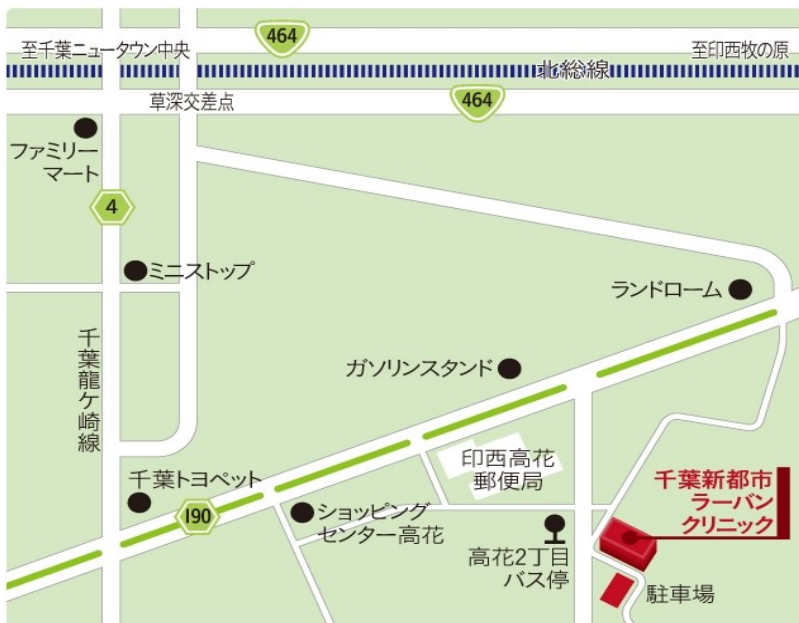 464
至千葉ニュータウン中央
至印西牧の原
北総線
464
草深交差点
ファミリー
マート
4
ミニストップ
ランドローム
千葉龍ケ崎線
ガソリンスタンド
千葉トヨペット
印西高花
郵便局
千葉新都市
ラーバン
クリニック
190
ショッピング
センター高花
高花2丁目
バス停
駐車場